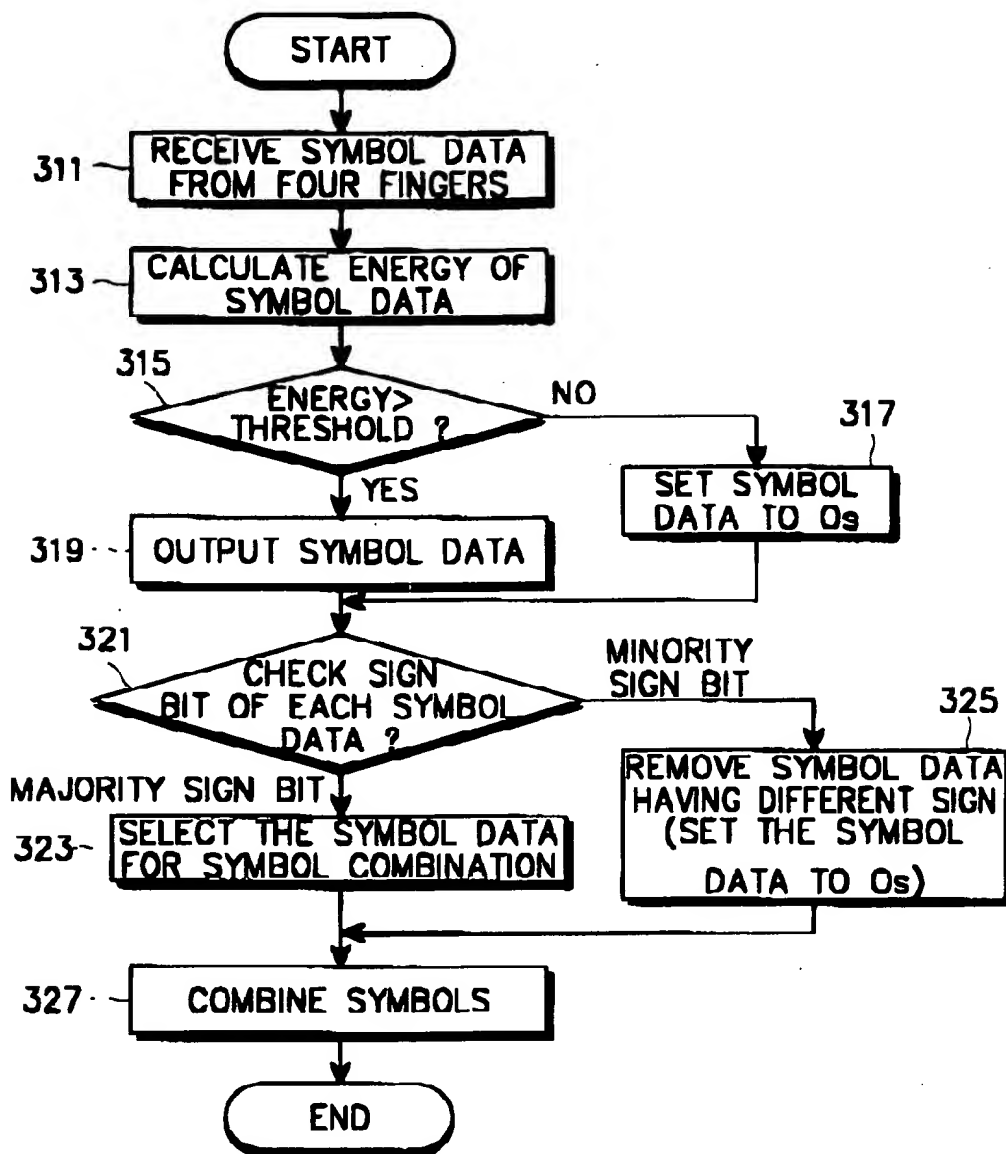 START
311
RECEIVE SYMBOL DATA
FROM FOUR FINGERS
313
CALCULATE ENERGY OF
SYMBOL DATA
315
ENERGY>
THRESHOLD ?
NO
317
YES
SET SYMBOL
DATA TO 0s
319
OUTPUT SYMBOL DATA
321
CHECK SIGN
BIT OF EACH SYMBOL
DATA ?
MINORITY
SIGN BIT
325
MAJORITY SIGN BIT
REMOVE SYMBOL DATA
HAVING DIFFERENT SIGN
(SET THE SYMBOL
DATA TO 0s)
323
SELECT THE SYMBOL DATA
FOR SYMBOL COMBINATION
327
COMBINE SYMBOLS
END